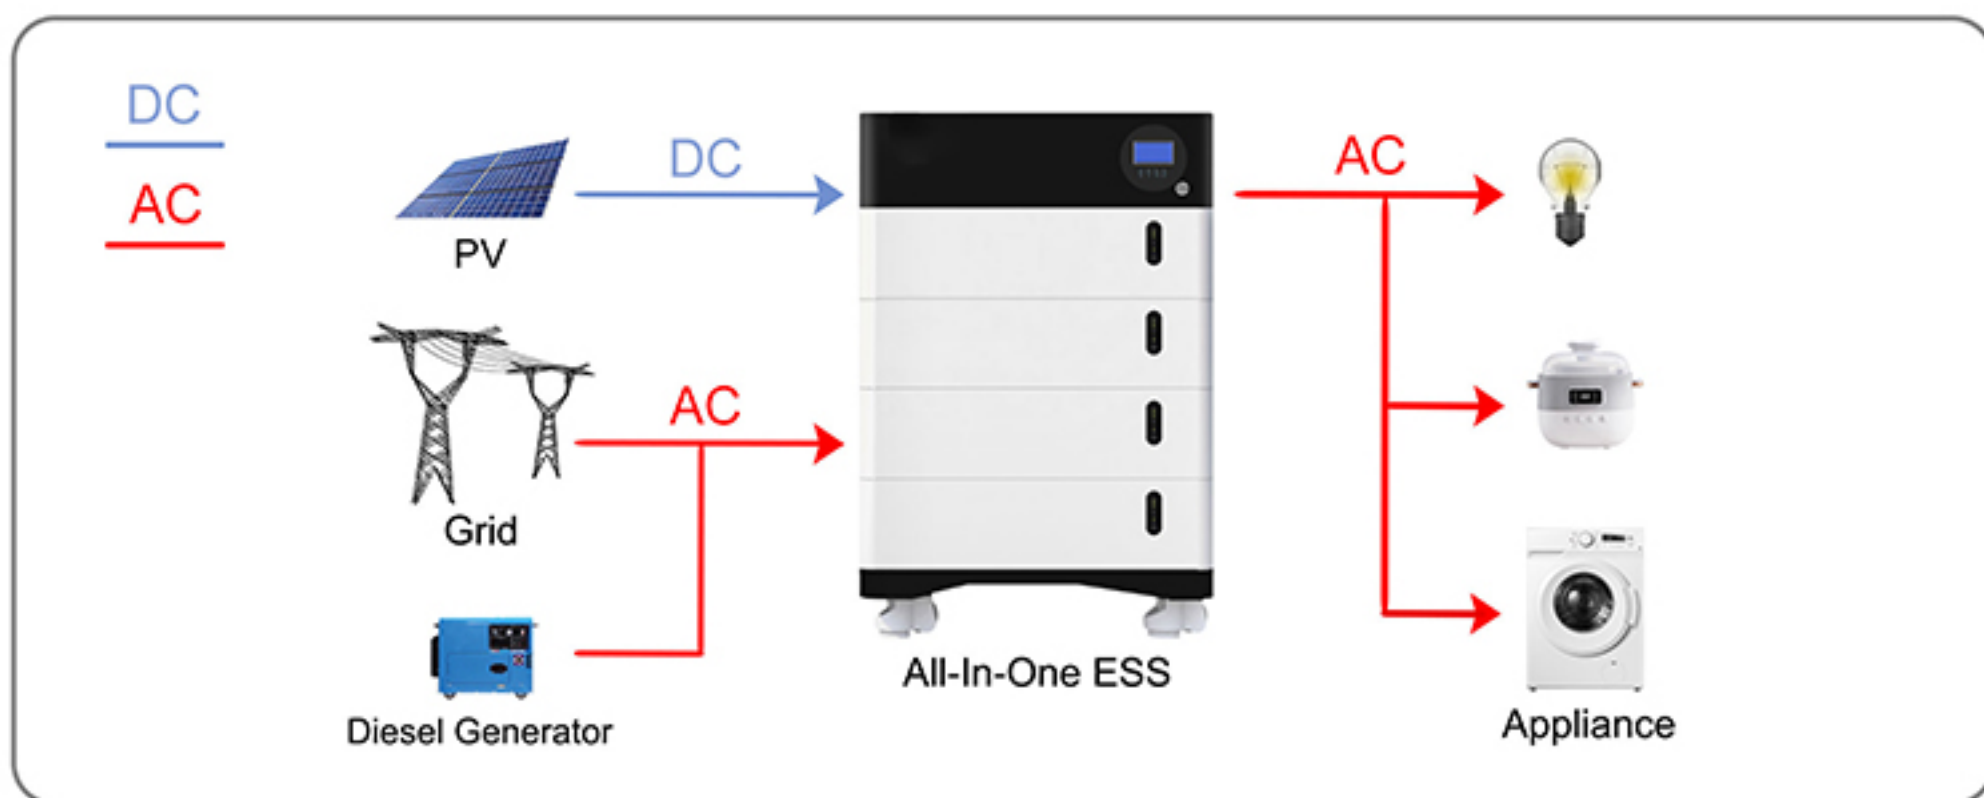 DC
AC
DC
AC
AC
PV
Grid
Diesel Generator
All-In-One ESS
Appliance